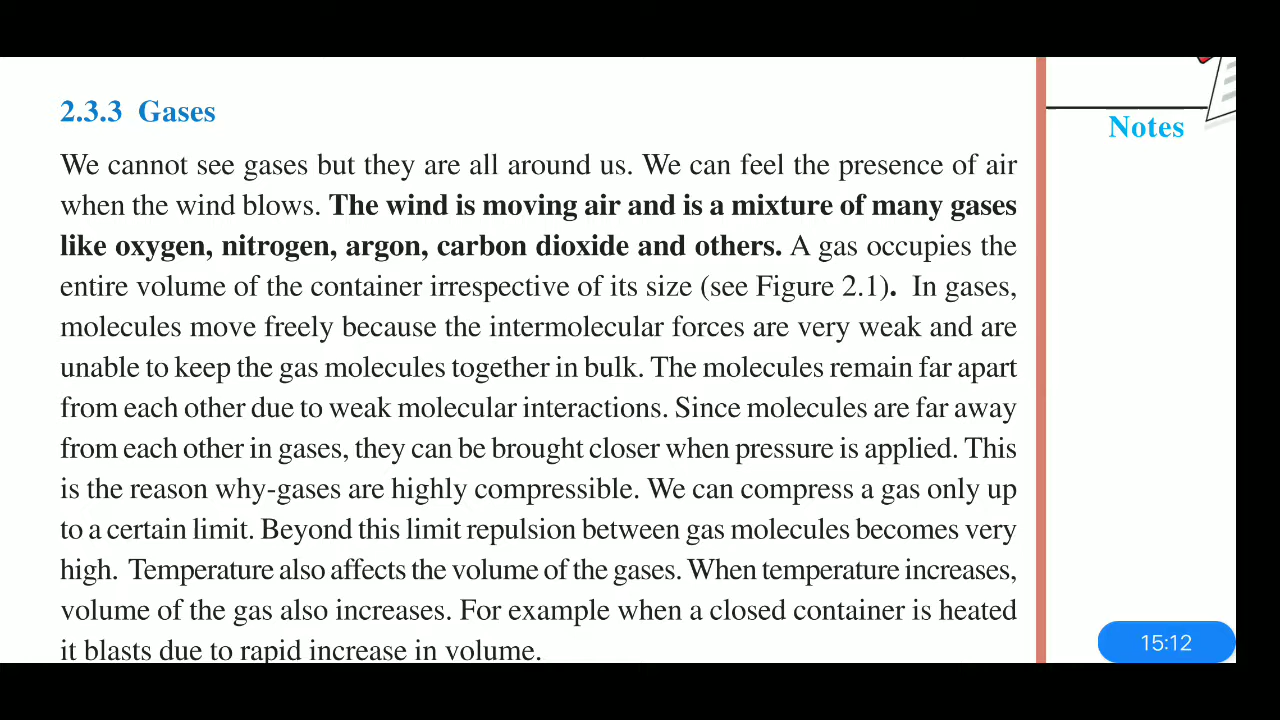 2.3.3 Gases
We cannot see gases but they are all around us. We can feel the presence of air
when the wind blows. The wind is moving air and is a mixture of many gases
like oxygen, nitrogen, argon, carbon dioxide and others. A gas occupies the
entire volume of the container irrespective of its size (see Figure 2.1). In gases,
molecules move freely because the intermolecular forces are very weak and are
unable to keep the gas molecules together in bulk. The molecules remain far apart
from each other due to weak molecular interactions. Since molecules are far away
from each other in gases, they can be brought closer when pressure is applied. This
is the reason why-gases are highly compressible. We can compress a gas only up
to a certain limit. Beyond this limit repulsion between gas molecules becomes very
high. Temperature also affects the volume of the gases. When temperature increases,
volume of the gas also increases. For example when a closed container is heated
it blasts due to rapid increase in volume.
Notes
15:12